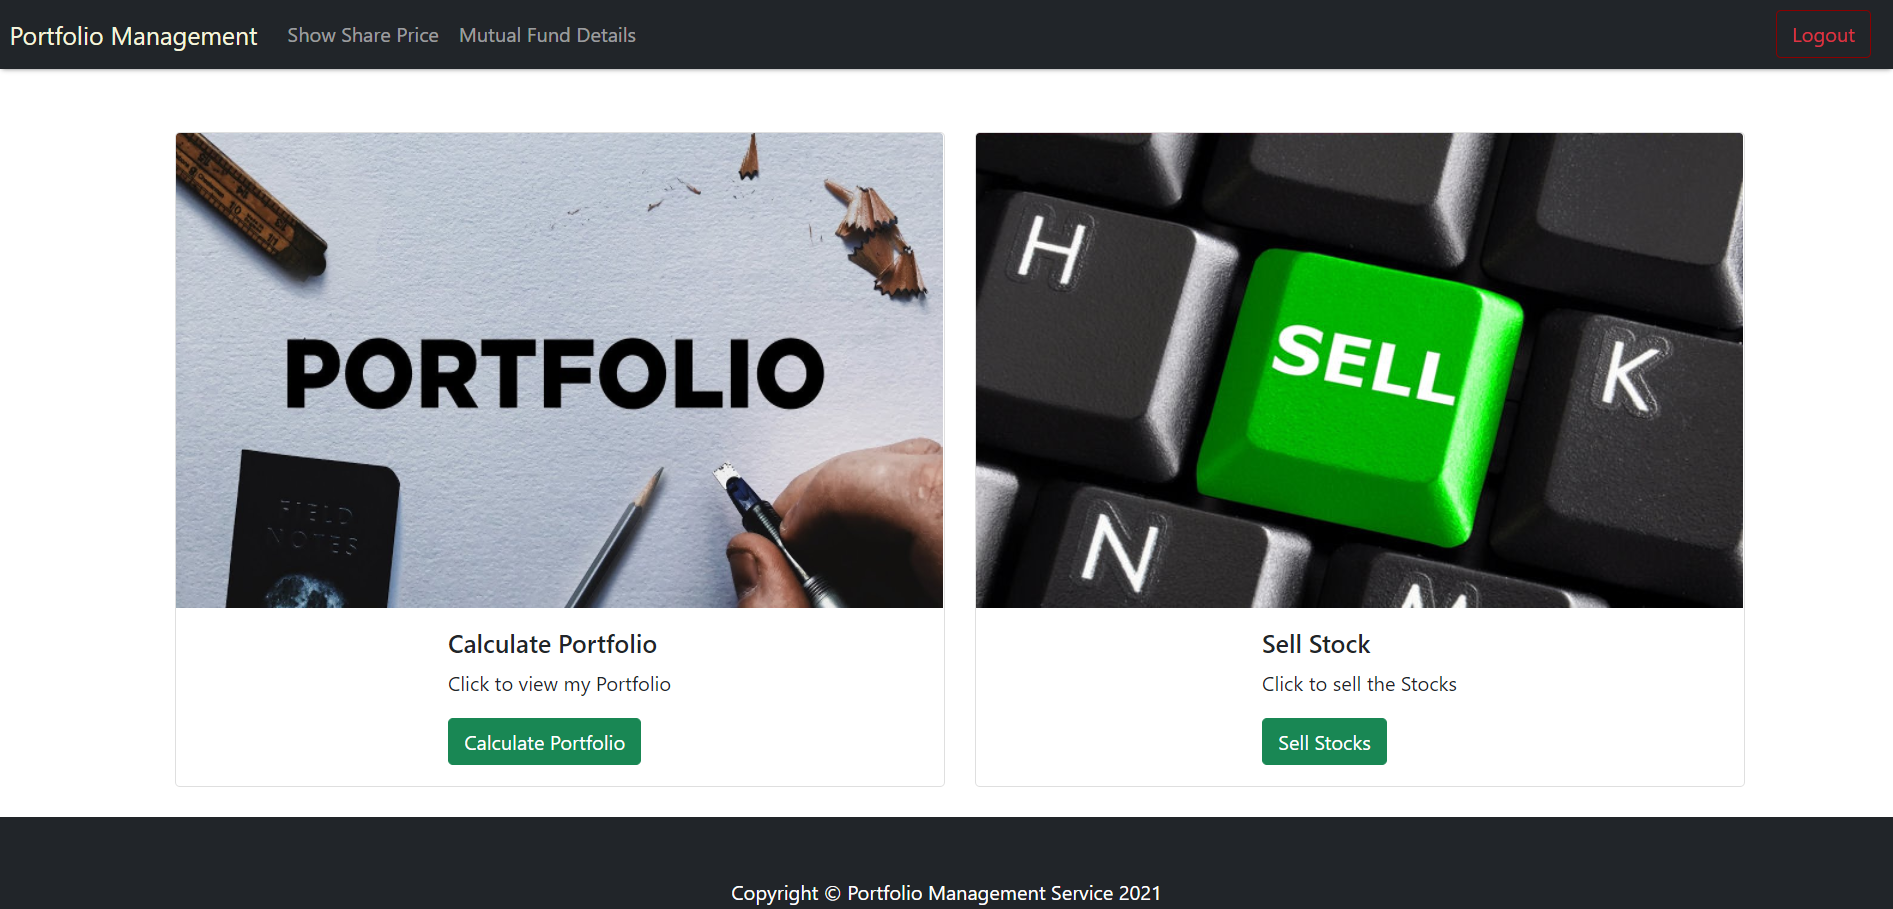 Portfolio Management Show Share Price Mutual Fund Details Logout
PORTFOLIO
FIELD
NOTES
H
SELL
K
N
M
Calculate Portfolio
Click to view my Portfolio
Calculate Portfolio
Sell Stock
Click to sell the Stocks
Sell Stocks
Copyright © Portfolio Management Service 2021